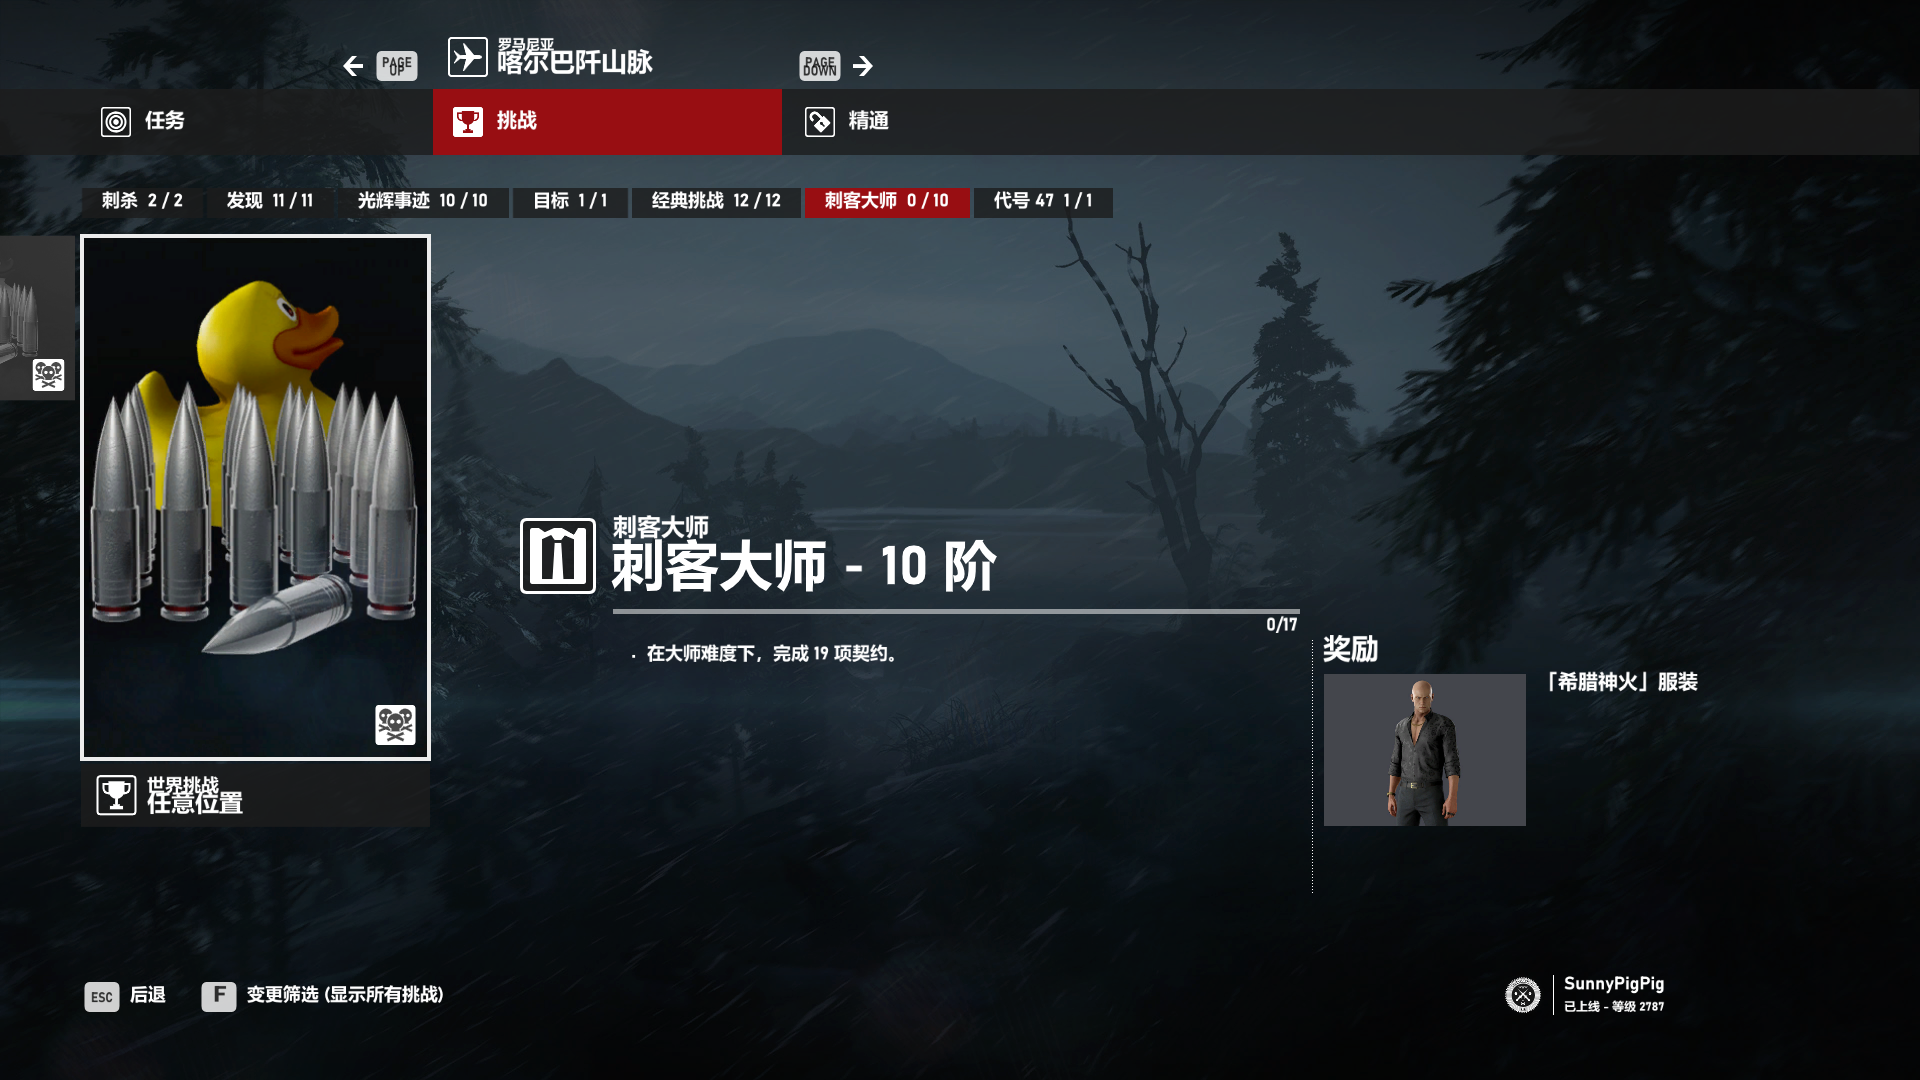 PAGE UP
罗马尼亚
喀尔巴阡山脉
PAGE DOWN
任务
挑战
精通
刺杀 2 / 2
发现 11 / 11
光辉事迹 10 / 10
目标 1 / 1
经典挑战 12 / 12
刺客大师 0 / 10
代号 47 1 / 1
刺客大师
刺客大师 - 10 阶
0/17
· 在大师难度下，完成 19 项契约。
奖励
「希腊神火」服装
世界挑战
任意位置
ESC 后退
F 变更筛选 (显示所有挑战)
SunnyPigPig
已上线 - 等级 2787